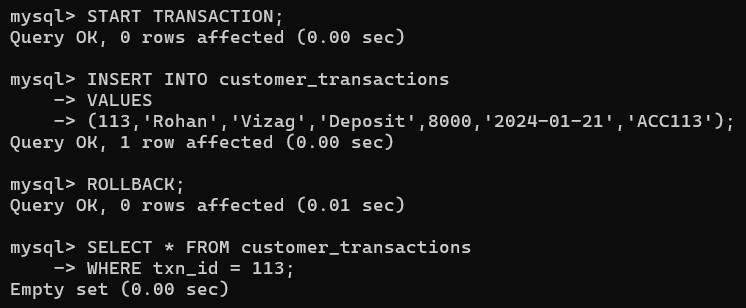 mysql> START TRANSACTION;
Query OK, 0 rows affected (0.00 sec)
mysql> INSERT INTO customer_transactions
    -> VALUES
    -> (113,'Rohan','Vizag','Deposit',8000,'2024-01-21','ACC113');
Query OK, 1 row affected (0.00 sec)
mysql> ROLLBACK;
Query OK, 0 rows affected (0.01 sec)
mysql> SELECT * FROM customer_transactions
    -> WHERE txn_id = 113;
Empty set (0.00 sec)